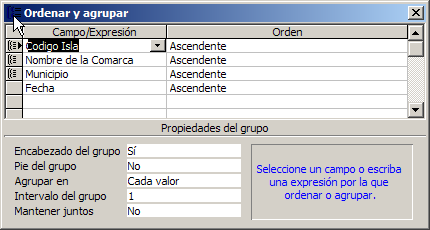 Ordenar y agrupar
Campo/Expresión Orden
Codigo Isla Ascendente
Nombre de la Comarca Ascendente
Municipio Ascendente
Fecha Ascendente
Propiedades del grupo
Encabezado del grupo Sí
Pie del grupo No
Agrupar en Cada valor
Intervalo del grupo 1
Mantener juntos No
Seleccione un campo o escriba
una expresión por la que
ordenar o agrupar.